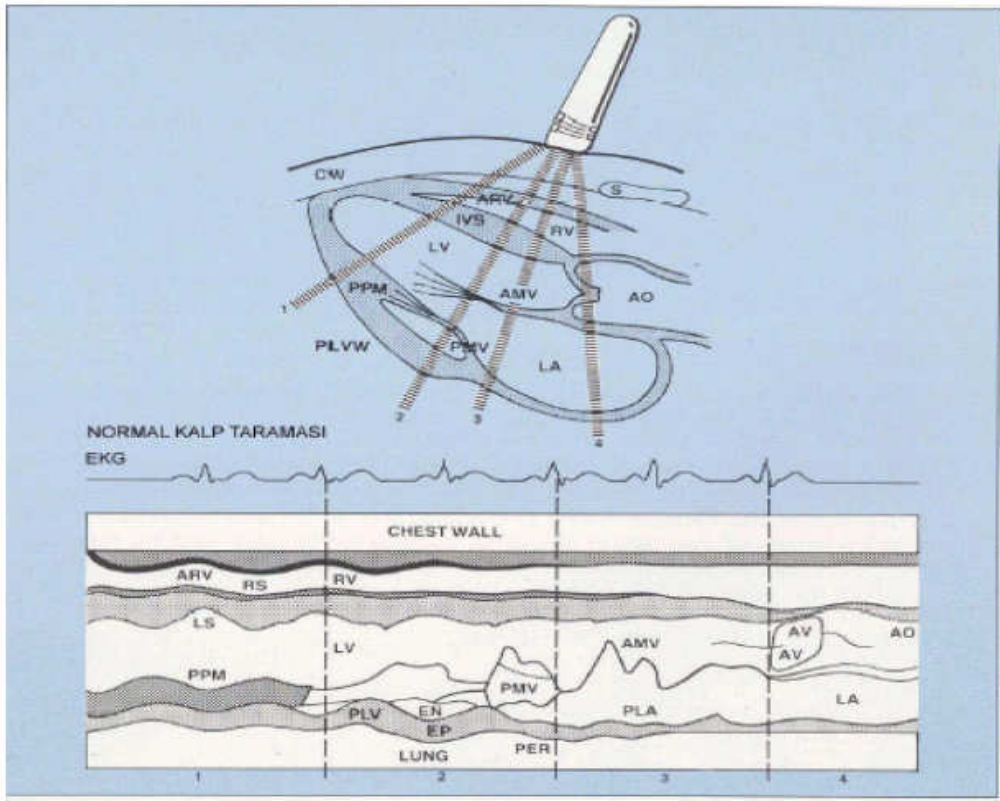 CW
S
ARV
IVS
RV
LV
PPM
AMV
AO
1
PILVW
PMV
LA
2
3
4
NORMAL KALP TARAMASI
EKG
CHEST WALL
ARV
RS
RV
LS
AMV
AV
AO
LV
AV
PPM
PMV
LA
PLV
EN
PLA
EP
LUNG
PER
1
2
3
4